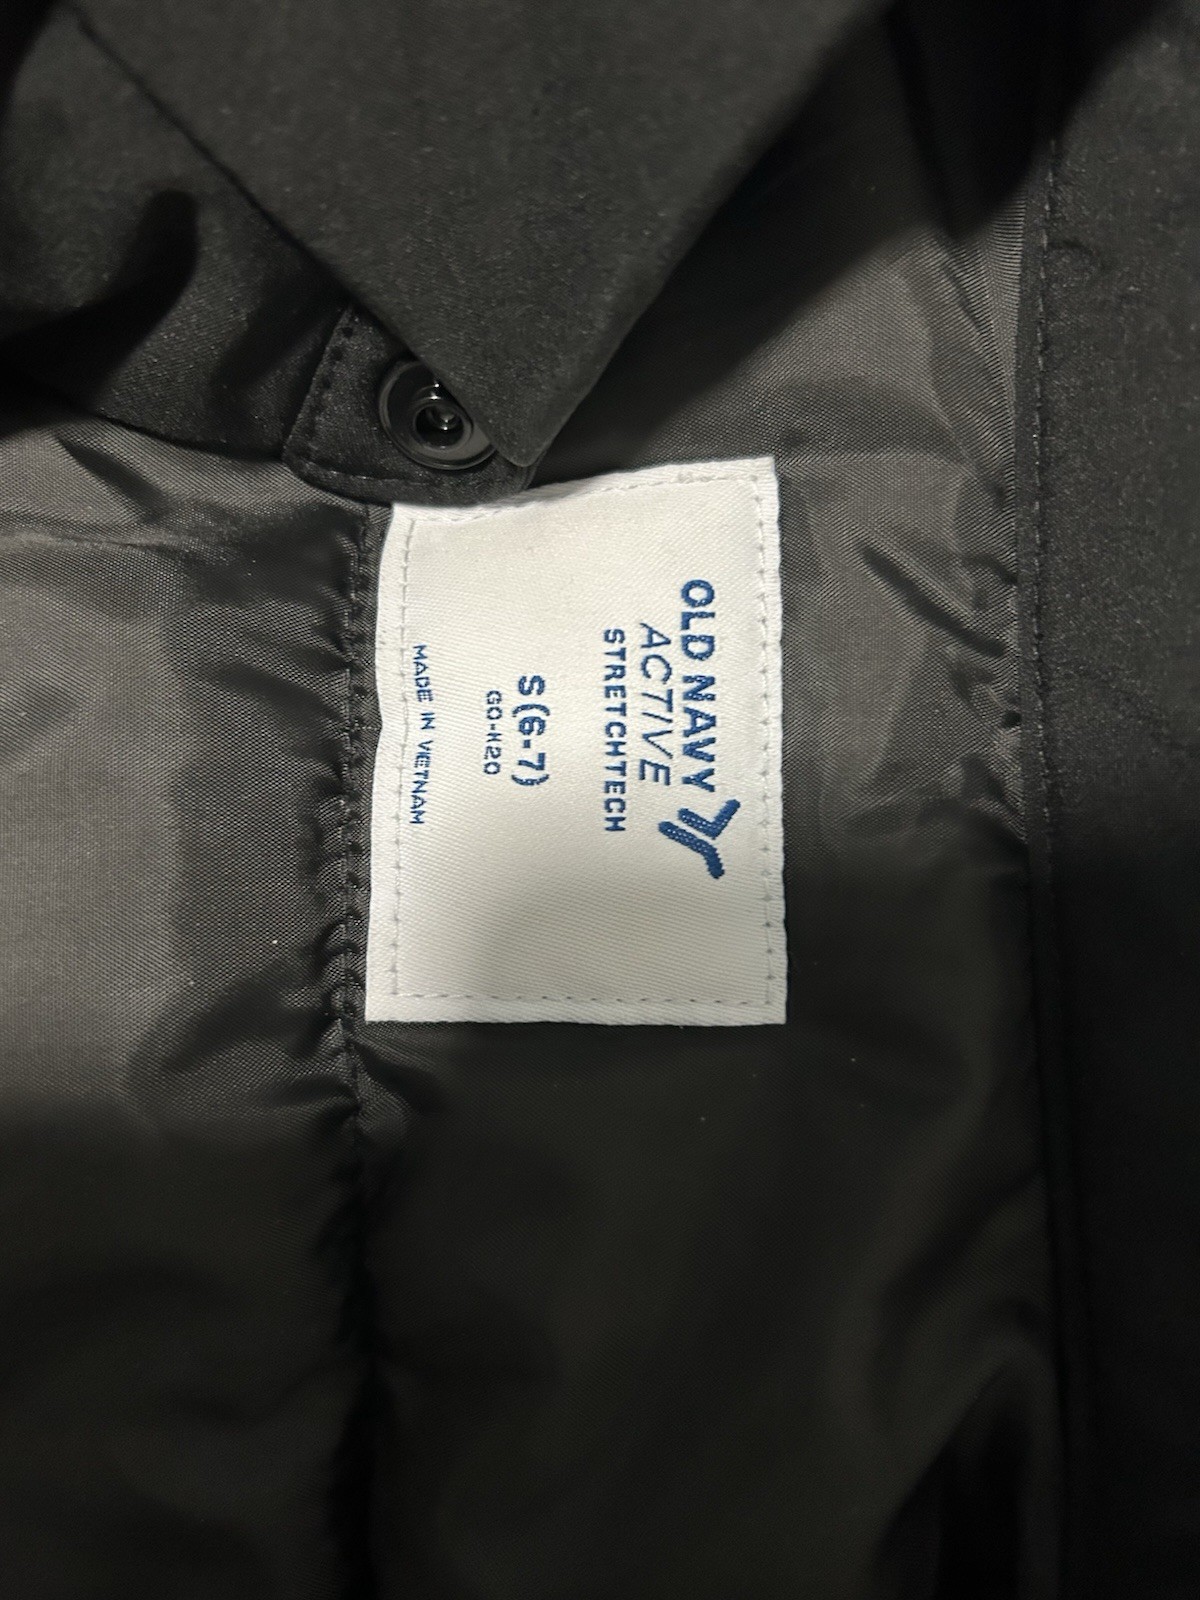 OLD NAVY
ACTIVE
STRETCHTECH
S(6-7)
GO-H20
MADE IN VIETNAM